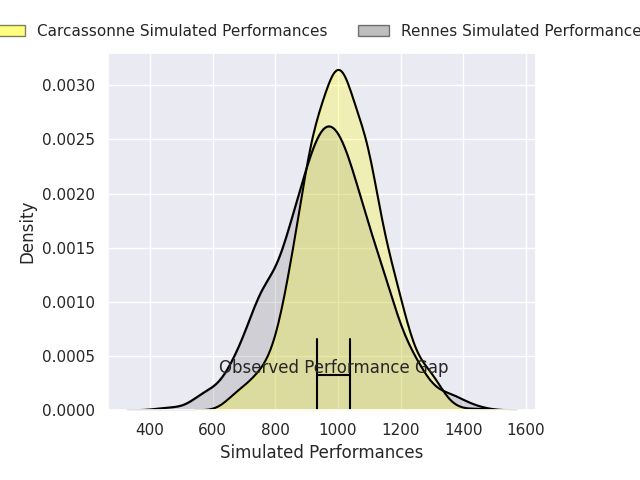 Carcassonne Simulated Performances
Rennes Simulated Performance
0.0030
0.0025
0.0020
0.0015
0.0010
0.0005
0.0000
Density
Observed Performance Gap
400 600 800 1000 1200 1400 1600
Simulated Performances